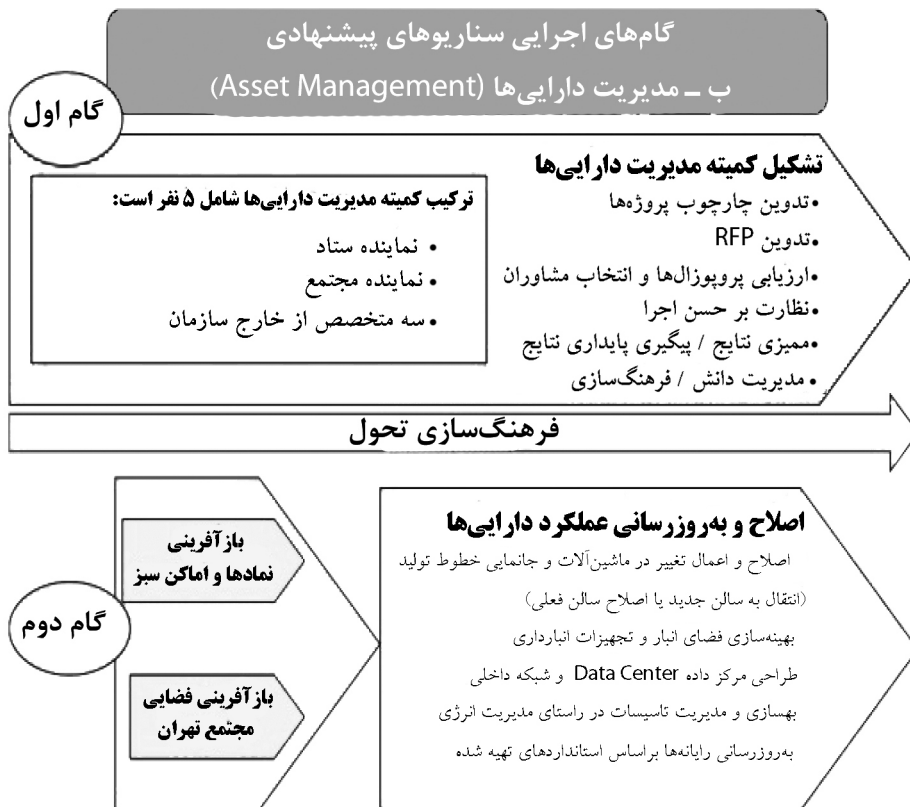 گام‌های اجرایی سناریوهای پیشنهادی
ب ـ مدیریت دارایی‌ها (Asset Management)
گام اول
تشکیل کمیته مدیریت دارایی‌ها
•تدوین چارچوب پروژه‌ها
•تدوین RFP
•ارزیابی پروپوزال‌ها و انتخاب مشاوران
•نظارت بر حسن اجرا
•ممیزی نتایج / پیگیری پایداری نتایج
• مدیریت دانش / فرهنگ‌سازی
ترکیب کمیته مدیریت دارایی‌ها شامل ۵ نفر است:
• نماینده ستاد
• نماینده مجتمع
• سه متخصص از خارج سازمان
فرهنگ‌سازی تحول
گام دوم
بازآفرینی
نمادها و اماکن سبز
بازآفرینی فضایی
مجتمع تهران
اصلاح و به‌روزرسانی عملکرد دارایی‌ها
اصلاح و اعمال تغییر در ماشین‌آلات و جانمایی خطوط تولید
(انتقال به سالن جدید یا اصلاح سالن فعلی)
بهینه‌سازی فضای انبار و تجهیزات انبارداری
طراحی مرکز داده Data Center و شبکه داخلی
بهسازی و مدیریت تاسیسات در راستای مدیریت انرژی
به‌روزرسانی رایانه‌ها براساس استانداردهای تهیه شده